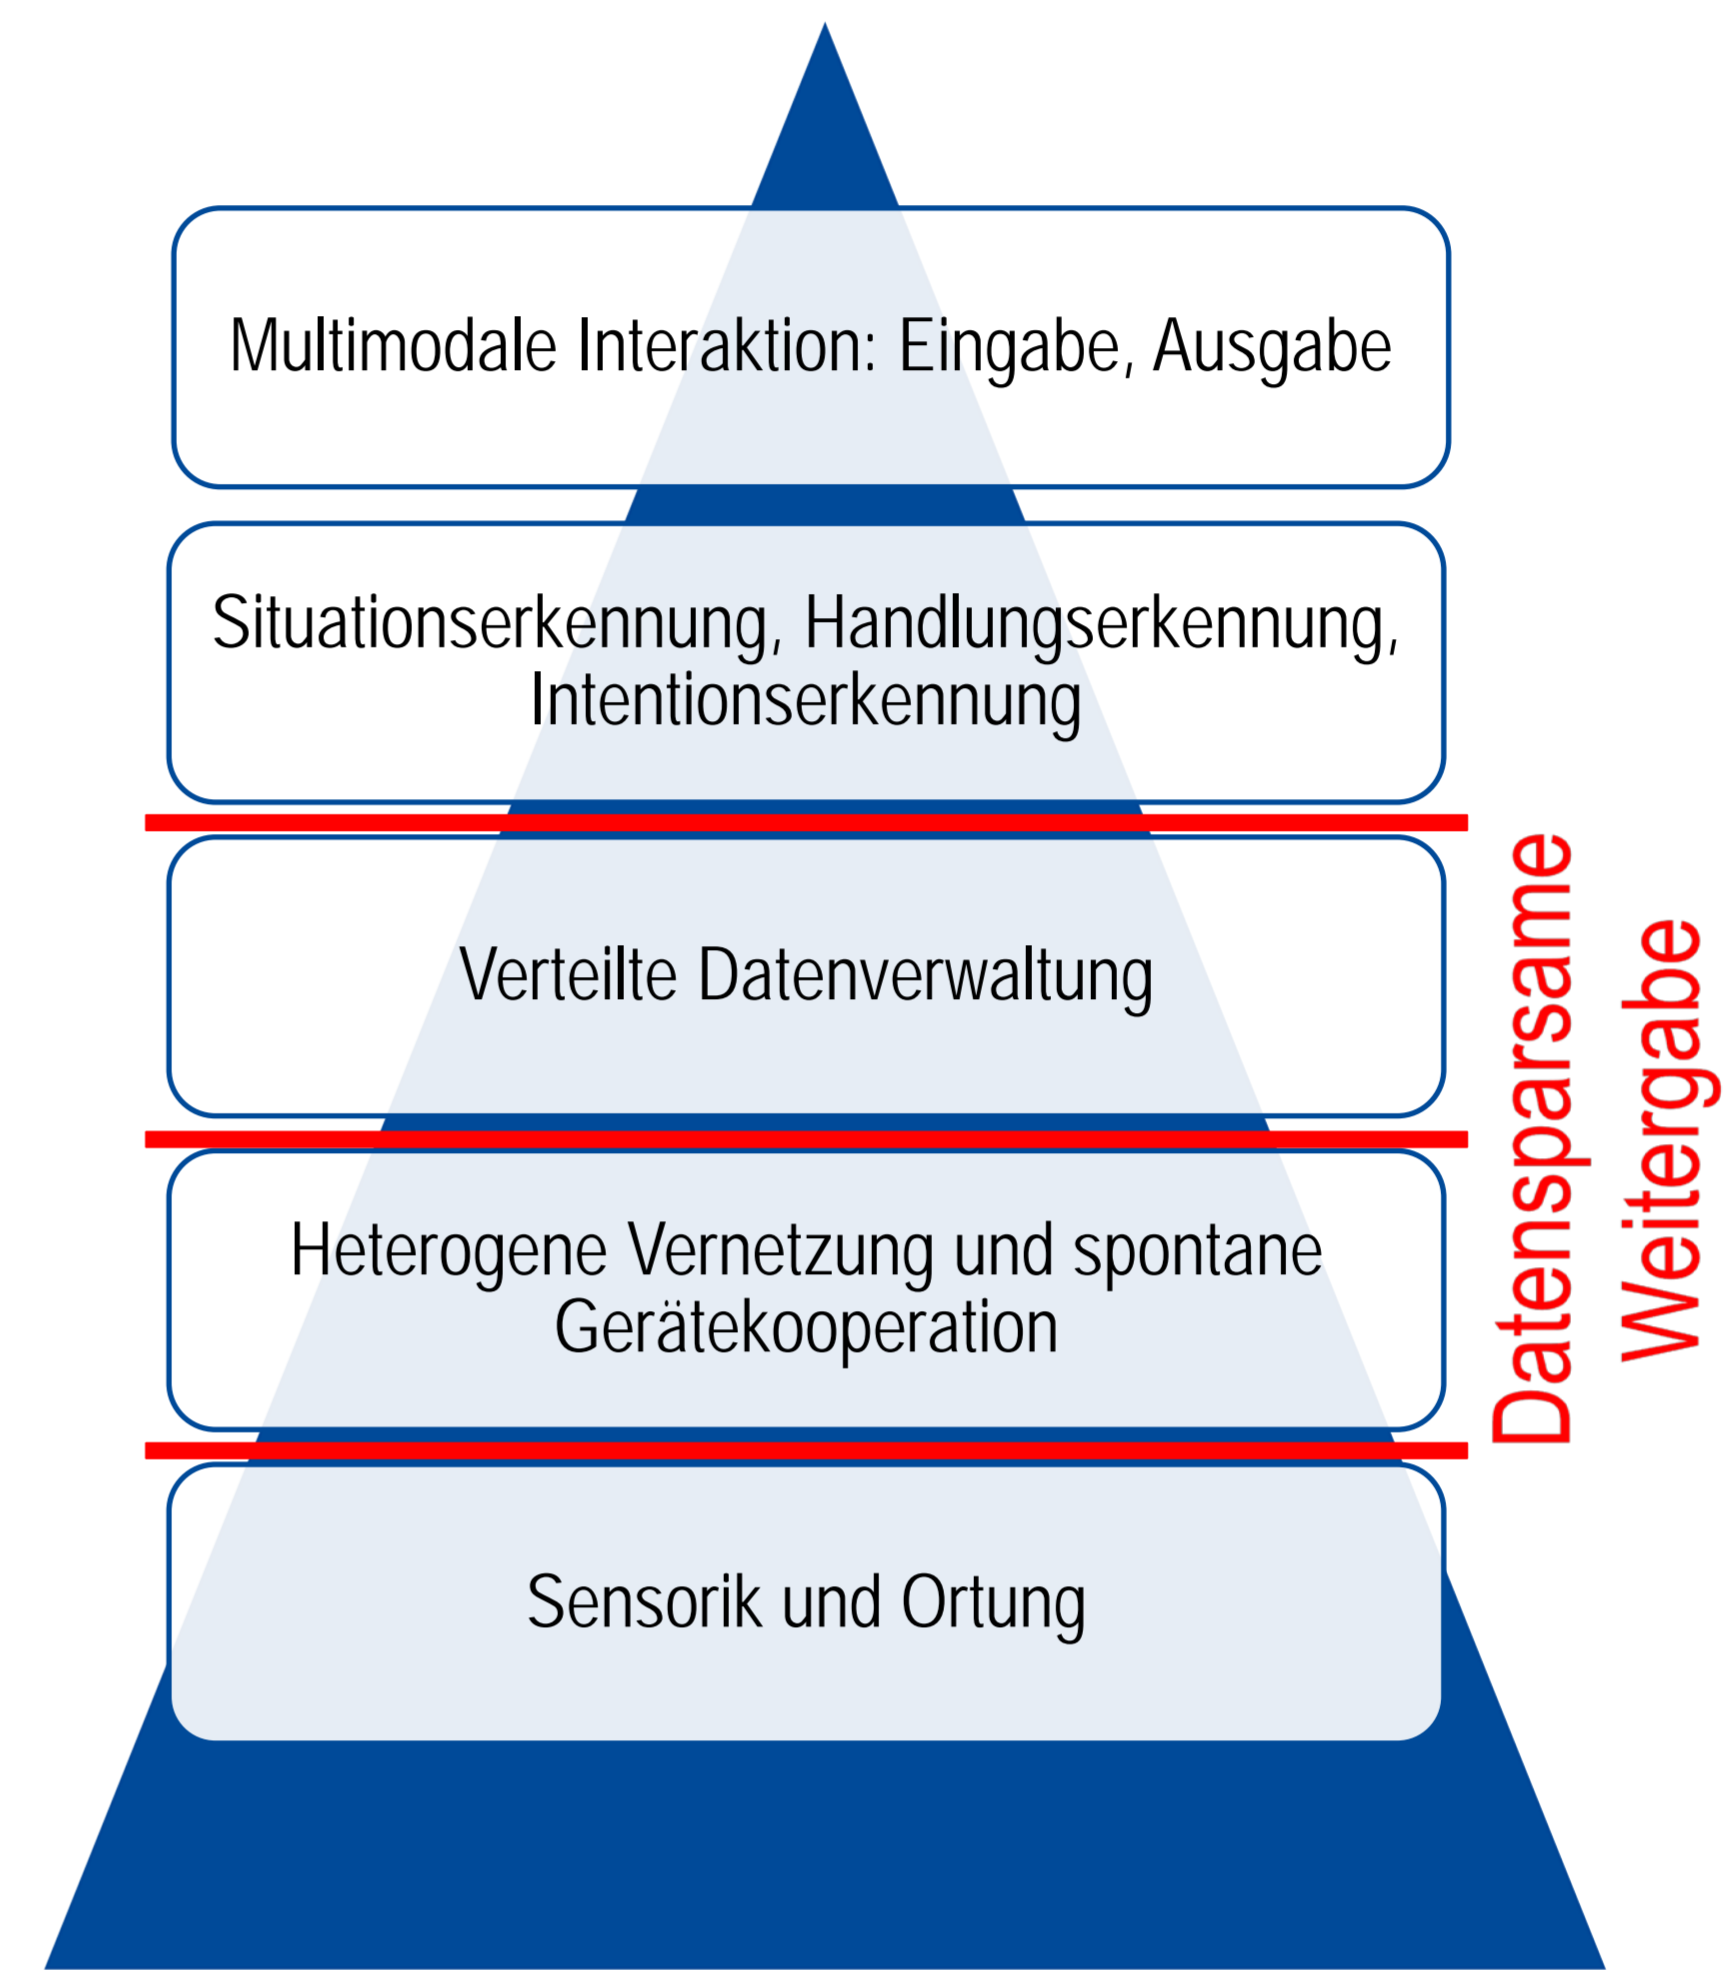 Multimodale Interaktion: Eingabe, Ausgabe
Situationserkennung, Handlungserkennung,
Intentionserkennung
Verteilte Datenverwaltung
Heterogene Vernetzung und spontane
Gerätekooperation
Sensorik und Ortung
Datensparsame
Weitergabe